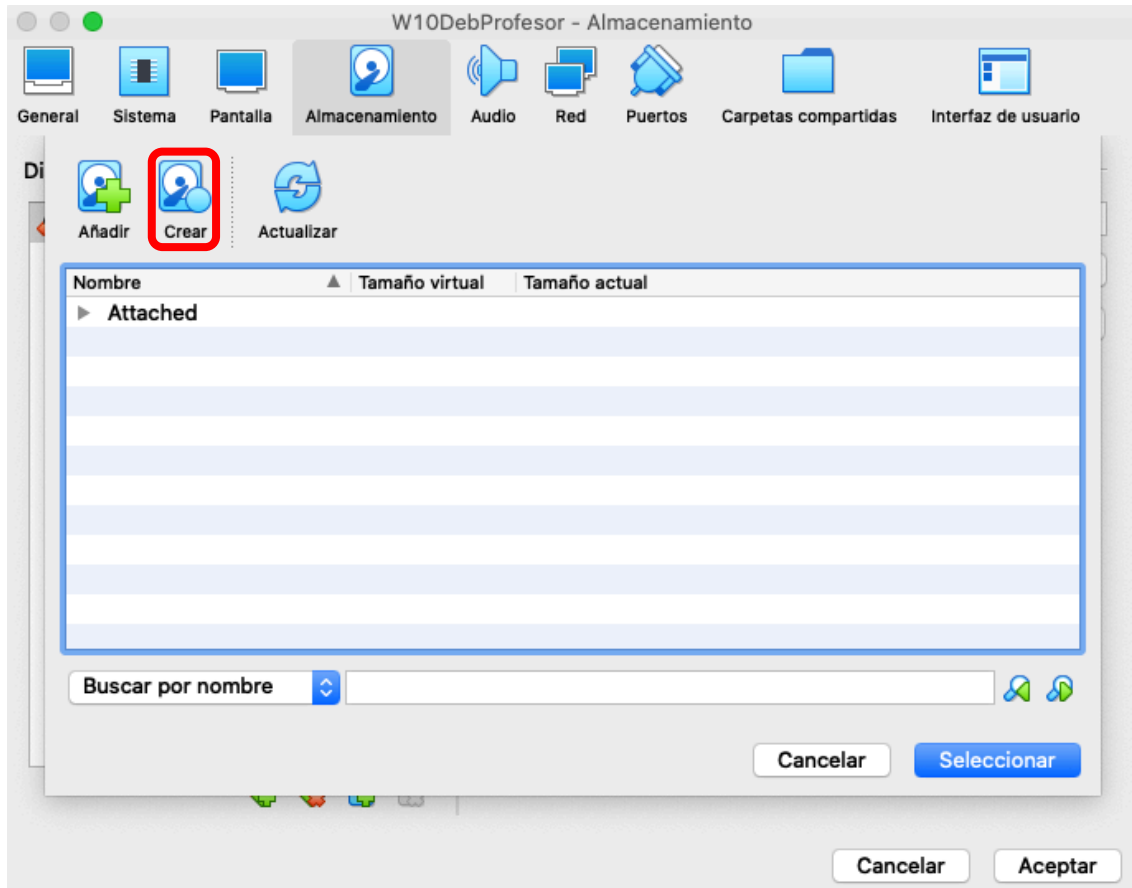 W10DebProfesor - Almacenamiento
General Sistema Pantalla Almacenamiento Audio Red Puertos Carpetas compartidas Interfaz de usuario
Di
Añadir Crear Actualizar
Nombre Tamaño virtual Tamaño actual
Attached
Buscar por nombre
Cancelar Seleccionar
Cancelar Aceptar